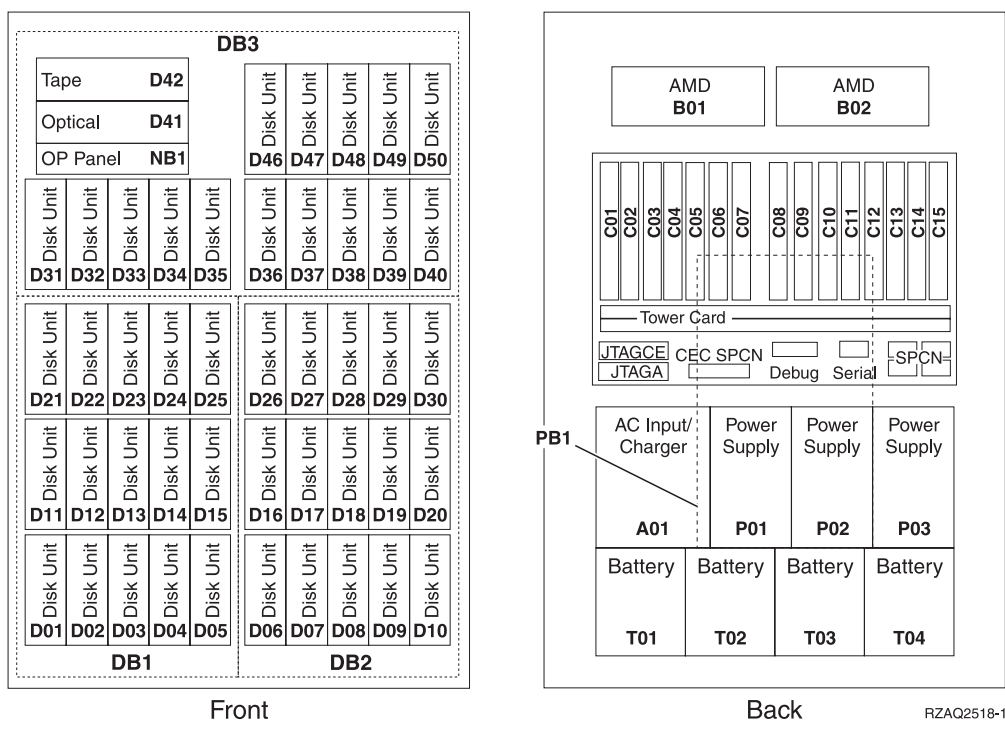 DB3
Tape D42
Optical D41
OP Panel NB1
Disk Unit Disk Unit Disk Unit Disk Unit Disk Unit
D46 D47 D48 D49 D50
Disk Unit Disk Unit Disk Unit Disk Unit Disk Unit Disk Unit Disk Unit Disk Unit Disk Unit Disk Unit
D31 D32 D33 D34 D35 D36 D37 D38 D39 D40
Disk Unit Disk Unit Disk Unit Disk Unit Disk Unit Disk Unit Disk Unit Disk Unit Disk Unit Disk Unit
D21 D22 D23 D24 D25 D26 D27 D28 D29 D30
Disk Unit Disk Unit Disk Unit Disk Unit Disk Unit Disk Unit Disk Unit Disk Unit Disk Unit Disk Unit
D11 D12 D13 D14 D15 D16 D17 D18 D19 D20
Disk Unit Disk Unit Disk Unit Disk Unit Disk Unit Disk Unit Disk Unit Disk Unit Disk Unit Disk Unit
D01 D02 D03 D04 D05 D06 D07 D08 D09 D10
DB1 DB2
Front
AMD AMD
B01 B02
C01 C02 C03 C04 C05 C06 C07 C08 C09 C10 C11 C12 C13 C14 C15
Tower Card
JTAGCE CEC SPCN SPCN
JTAGA Debug Serial
AC Input/ Power Power Power
Charger Supply Supply Supply
PB1
A01 P01 P02 P03
Battery Battery Battery Battery
T01 T02 T03 T04
Back
RZAQ2518-1